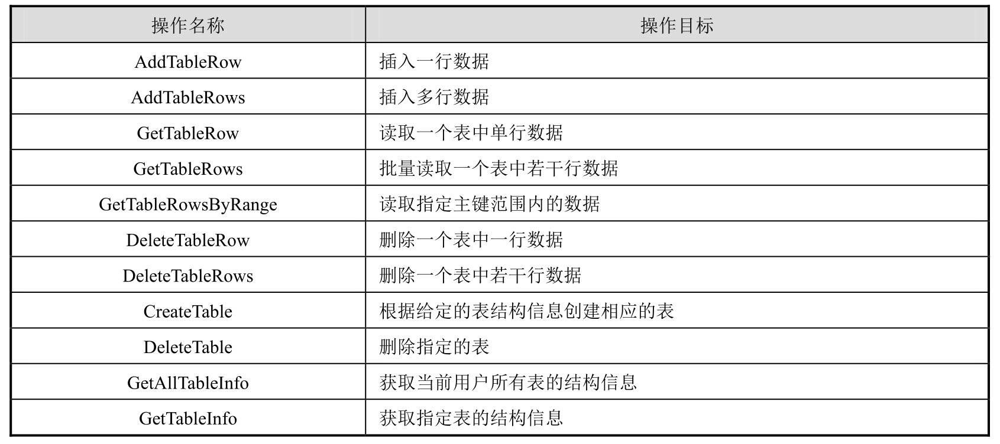 操作名称 操作目标
AddTableRow 插入一行数据
AddTableRows 插入多行数据
GetTableRow 读取一个表中单行数据
GetTableRows 批量读取一个表中若干行数据
GetTableRowsByRange 读取指定主键范围内的数据
DeleteTableRow 删除一个表中一行数据
DeleteTableRows 删除一个表中若干行数据
CreateTable 根据给定的表结构信息创建相应的表
DeleteTable 删除指定的表
GetAllTableInfo 获取当前用户所有表的结构信息
GetTableInfo 获取指定表的结构信息